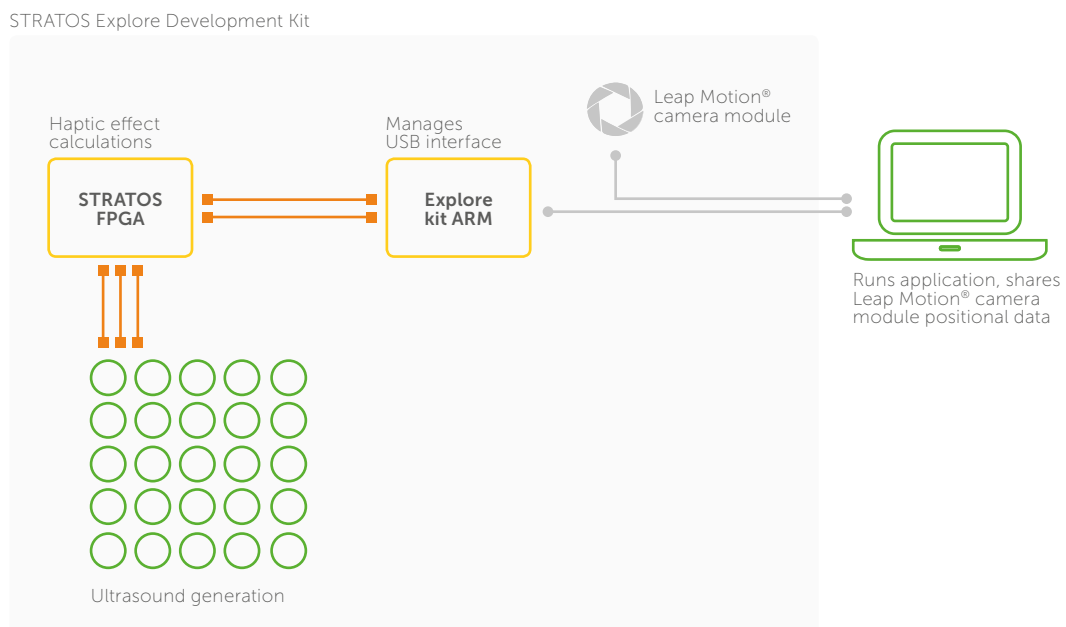 STRATOS Explore Development Kit
Leap Motion®
camera module
Haptic effect
calculations
Manages
USB interface
STRATOS
FPGA
Explore
kit ARM
Runs application, shares
Leap Motion® camera
module positional data
Ultrasound generation